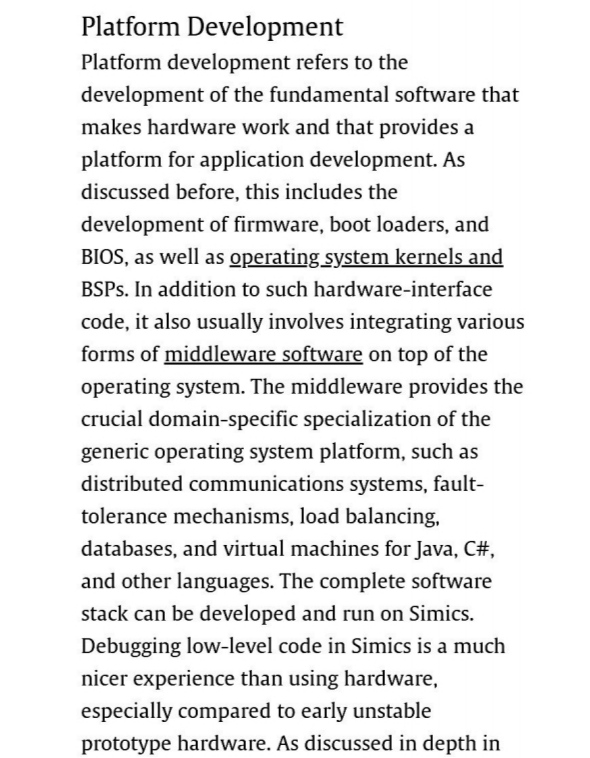 Platform Development
Platform development refers to the
development of the fundamental software that
makes hardware work and that provides a
platform for application development. As
discussed before, this includes the
development of firmware, boot loaders, and
BIOS, as well as operating system kernels and
BSPs. In addition to such hardware-interface
code, it also usually involves integrating various
forms of middleware software on top of the
operating system. The middleware provides the
crucial domain-specific specialization of the
generic operating system platform, such as
distributed communications systems, fault-
tolerance mechanisms, load balancing,
databases, and virtual machines for Java, C#,
and other languages. The complete software
stack can be developed and run on Simics.
Debugging low-level code in Simics is a much
nicer experience than using hardware,
especially compared to early unstable
prototype hardware. As discussed in depth in